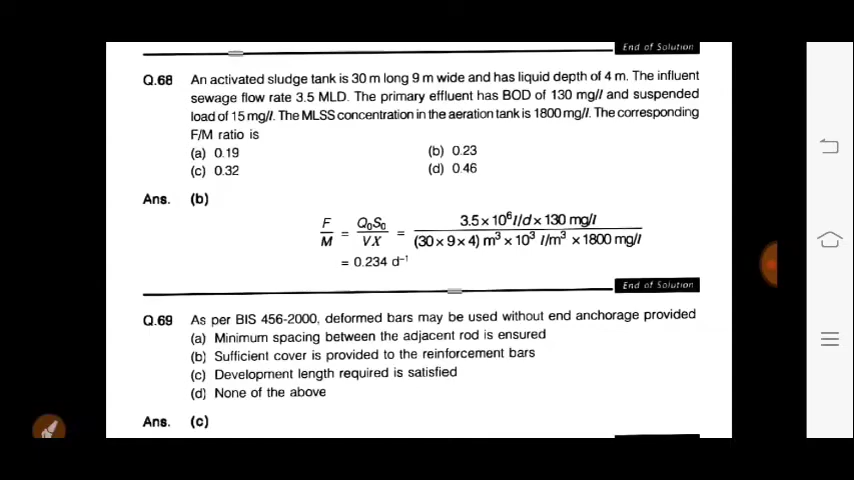 End of Solution
Q.68 An activated sludge tank is 30 m long 9 m wide and has liquid depth of 4 m. The influent
sewage flow rate 3.5 MLD. The primary effluent has BOD of 130 mg/l and suspended
load of 15 mg/l. The MLSS concentration in the aeration tank is 1800 mg/l. The corresponding
F/M ratio is
(a) 0.19 (b) 0.23
(c) 0.32 (d) 0.46
Ans. (b)
F/M = Q₀S₀/VX = 3.5 × 10⁶ l/d × 130 mg/l / (30 × 9 × 4) m³ × 10³ l/m³ × 1800 mg/l
= 0.234 d⁻¹
End of Solution
Q.69 As per BIS 456-2000, deformed bars may be used without end anchorage provided
(a) Minimum spacing between the adjacent rod is ensured
(b) Sufficient cover is provided to the reinforcement bars
(c) Development length required is satisfied
(d) None of the above
Ans. (c)